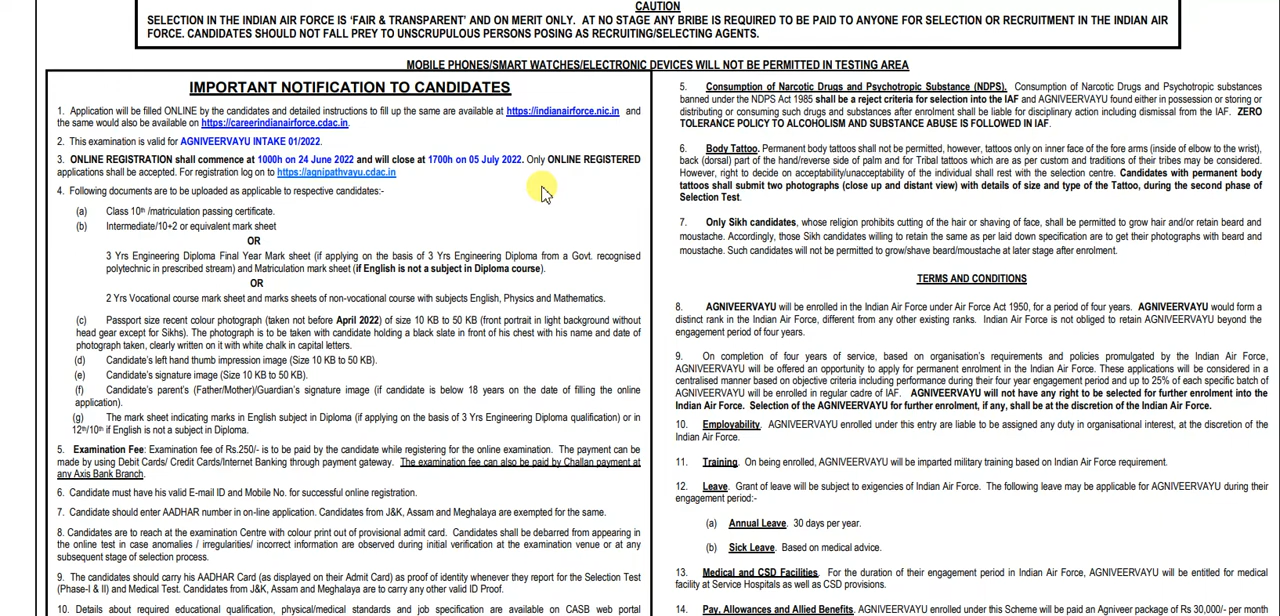 CAUTION
SELECTION IN THE INDIAN AIR FORCE IS ‘FAIR & TRANSPARENT’ AND ON MERIT ONLY. AT NO STAGE ANY BRIBE IS REQUIRED TO BE PAID TO ANYONE FOR SELECTION OR RECRUITMENT IN THE INDIAN AIR
FORCE. CANDIDATES SHOULD NOT FALL PREY TO UNSCRUPULOUS PERSONS POSING AS RECRUITING/SELECTING AGENTS.
MOBILE PHONES/SMART WATCHES/ELECTRONIC DEVICES WILL NOT BE PERMITTED IN TESTING AREA
IMPORTANT NOTIFICATION TO CANDIDATES
1. Application will be filled ONLINE by the candidates and detailed instructions to fill up the same are available at https://indianairforce.nic.in and
the same would also be available on https://careerindianairforce.cdac.in.
2. This examination is valid for AGNIVEERVAYU INTAKE 01/2022.
3. ONLINE REGISTRATION shall commence at 1000h on 24 June 2022 and will close at 1700h on 05 July 2022. Only ONLINE REGISTERED
applications shall be accepted. For registration log on to https://agnipathvayu.cdac.in
4. Following documents are to be uploaded as applicable to respective candidates:-
(a) Class 10th /matriculation passing certificate.
(b) Intermediate/10+2 or equivalent mark sheet
OR
3 Yrs Engineering Diploma Final Year Mark sheet (if applying on the basis of 3 Yrs Engineering Diploma from a Govt. recognised
polytechnic in prescribed stream) and Matriculation mark sheet (if English is not a subject in Diploma course).
OR
2 Yrs Vocational course mark sheet and marks sheets of non-vocational course with subjects English, Physics and Mathematics.
(c) Passport size recent colour photograph (taken not before April 2022) of size 10 KB to 50 KB (front portrait in light background without
head gear except for Sikhs). The photograph is to be taken with candidate holding a black slate in front of his chest with his name and date of
photograph taken, clearly written on it with white chalk in capital letters.
(d) Candidate’s left hand thumb impression image (Size 10 KB to 50 KB).
(e) Candidate’s signature image (Size 10 KB to 50 KB).
(f) Candidate’s parent’s (Father/Mother)/Guardian’s signature image (if candidate is below 18 years on the date of filling the online
application).
(g) The mark sheet indicating marks in English subject in Diploma (if applying on the basis of 3 Yrs Engineering Diploma qualification) or in
12th/10th if English is not a subject in Diploma.
5. Examination Fee: Examination fee of Rs.250/- is to be paid by the candidate while registering for the online examination. The payment can be
made by using Debit Cards/ Credit Cards/Internet Banking through payment gateway. The examination fee can also be paid by Challan payment at
any Axis Bank Branch.
6. Candidate must have his valid E-mail ID and Mobile No. for successful online registration.
7. Candidate should enter AADHAR number in on-line application. Candidates from J&K, Assam and Meghalaya are exempted for the same.
8. Candidates are to reach at the examination Centre with colour print out of provisional admit card. Candidates shall be debarred from appearing in
the online test in case anomalies / irregularities/ incorrect information are observed during initial verification at the examination venue or at any
subsequent stage of selection process.
9. The candidates should carry his AADHAR Card (as displayed on their Admit Card) as proof of identity whenever they report for the Selection Test
(Phase-I & II) and Medical Test. Candidates from J&K, Assam and Meghalaya are to carry any other valid ID Proof.
10. Details about required educational qualification, physical/medical standards and job specification are available on CASB web portal
5. Consumption of Narcotic Drugs and Psychotropic Substance (NDPS). Consumption of Narcotic Drugs and Psychotropic substances
banned under the NDPS Act 1985 shall be a reject criteria for selection into the IAF and AGNIVEERVAYU found either in possession or storing or
distributing or consuming such drugs and substances after enrolment shall be liable for disciplinary action including dismissal from the IAF. ZERO
TOLERANCE POLICY TO ALCOHOLISM AND SUBSTANCE ABUSE IS FOLLOWED IN IAF.
6. Body Tattoo. Permanent body tattoos shall not be permitted, however, tattoos only on inner face of the fore arms (inside of elbow to the wrist),
back (dorsal) part of the hand/reverse side of palm and for Tribal tattoos which are as per custom and traditions of their tribes may be considered.
However, right to decide on acceptability/unacceptability of the individual shall rest with the selection centre. Candidates with permanent body
tattoos shall submit two photographs (close up and distant view) with details of size and type of the Tattoo, during the second phase of
Selection Test.
7. Only Sikh candidates, whose religion prohibits cutting of the hair or shaving of face, shall be permitted to grow hair and/or retain beard and
moustache. Accordingly, those Sikh candidates willing to retain the same as per laid down specification are to get their photographs with beard and
moustache. Such candidates will not be permitted to grow/shave beard/moustache at later stage after enrolment.
TERMS AND CONDITIONS
8. AGNIVEERVAYU will be enrolled in the Indian Air Force under Air Force Act 1950, for a period of four years. AGNIVEERVAYU would form a
distinct rank in the Indian Air Force, different from any other existing ranks. Indian Air Force is not obliged to retain AGNIVEERVAYU beyond the
engagement period of four years.
9. On completion of four years of service, based on organisation’s requirements and policies promulgated by the Indian Air Force,
AGNIVEERVAYU will be offered an opportunity to apply for permanent enrolment in the Indian Air Force. These applications will be considered in a
centralised manner based on objective criteria including performance during their four year engagement period and up to 25% of each specific batch of
AGNIVEERVAYU will be enrolled in regular cadre of IAF. AGNIVEERVAYU will not have any right to be selected for further enrolment into the
Indian Air Force. Selection of the AGNIVEERVAYU for further enrolment, if any, shall be at the discretion of the Indian Air Force.
10. Employability. AGNIVEERVAYU enrolled under this entry are liable to be assigned any duty in organisational interest, at the discretion of the
Indian Air Force.
11. Training. On being enrolled, AGNIVEERVAYU will be imparted military training based on Indian Air Force requirement.
12. Leave. Grant of leave will be subject to exigencies of Indian Air Force. The following leave may be applicable for AGNIVEERVAYU during their
engagement period:-
(a) Annual Leave. 30 days per year.
(b) Sick Leave. Based on medical advice.
13. Medical and CSD Facilities. For the duration of their engagement period in Indian Air Force, AGNIVEERVAYU will be entitled for medical
facility at Service Hospitals as well as CSD provisions.
14. Pay, Allowances and Allied Benefits. AGNIVEERVAYU enrolled under this Scheme will be paid an Agniveer package of Rs 30,000/- per month